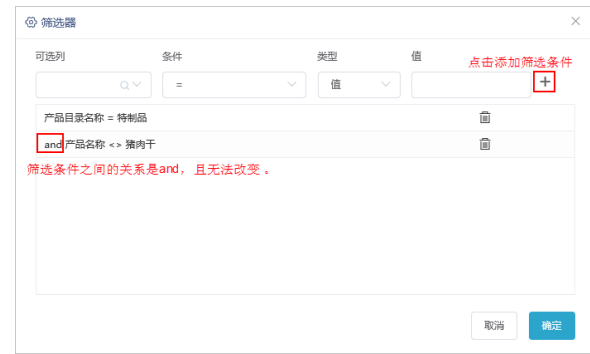 筛选器
可选列 条件 类型 值
点击添加筛选条件
= 值
产品目录名称 = 特制品
and 产品名称 <> 猪肉干
筛选条件之间的关系是and，且无法改变 。
取消 确定